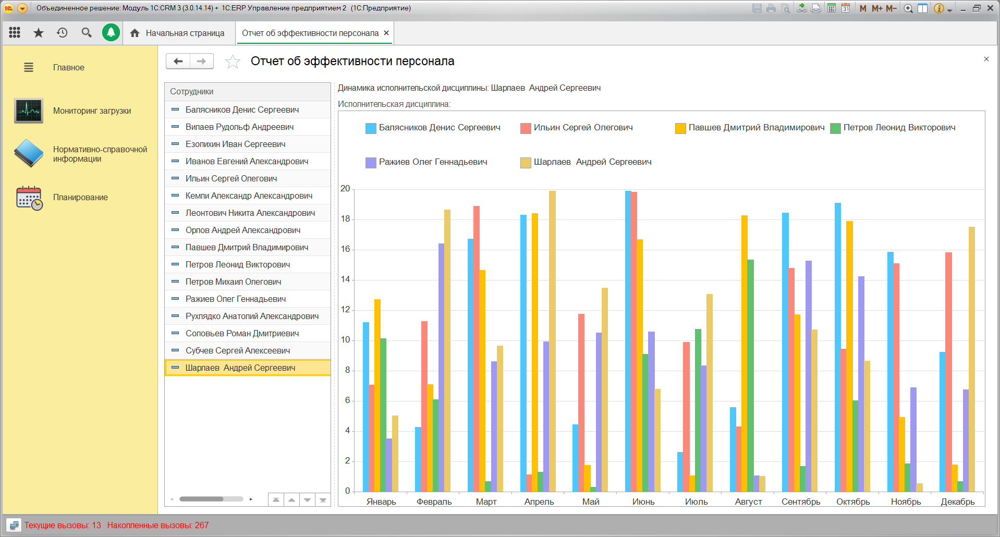 Объединенное решение: Модуль 1С:CRM 3 (3.0.14.14) + 1С:ERP Управление предприятием 2 (1С:Предприятие)
31 M M+ M-
Начальная страница
Отчет об эффективности персонала
Главное
Мониторинг загрузки
Нормативно-справочной
информации
Планирование
Отчет об эффективности персонала
Сотрудники
Балясников Денис Сергеевич
Вилаев Рудольф Андреевич
Езопихин Иван Сергеевич
Иванов Евгений Александрович
Ильин Сергей Олегович
Кемпи Александр Александрович
Леонтович Никита Александрович
Орлов Андрей Александрович
Павшев Дмитрий Владимирович
Петров Леонид Викторович
Петров Михаил Олегович
Ражиев Олег Геннадьевич
Рухлядко Анатолий Александрович
Соловьев Роман Дмитриевич
Субчев Сергей Алексеевич
Шарлаев Андрей Сергеевич
Динамика исполнительской дисциплины: Шарлаев Андрей Сергеевич
Исполнительская дисциплина:
Балясников Денис Сергеевич
Ильин Сергей Олегович
Павшев Дмитрий Владимирович
Петров Леонид Викторович
Ражиев Олег Геннадьевич
Шарлаев Андрей Сергеевич
20
18
16
14
12
10
8
6
4
2
0
Январь Февраль Март Апрель Май Июнь Июль Август Сентябрь Октябрь Ноябрь Декабрь
Текущие вызовы: 13 Накопленные вызовы: 267